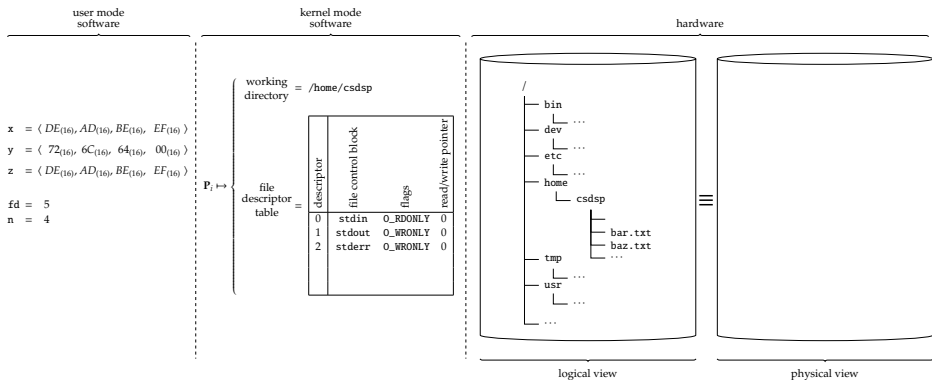 user mode
software
kernel mode
software
hardware
x = ⟨ DE(16), AD(16), BE(16), EF(16) ⟩
y = ⟨ 72(16), 6C(16), 64(16), 00(16) ⟩
z = ⟨ DE(16), AD(16), BE(16), EF(16) ⟩
fd = 5
n = 4
Pi ↦
working
directory = /home/csdsp
file
descriptor =
table
descriptor file control block flags read/write pointer
0 stdin O_RDONLY 0
1 stdout O_WRONLY 0
2 stderr O_WRONLY 0
/
bin
...
dev
...
etc
...
home
csdsp
bar.txt
baz.txt
...
tmp
...
usr
...
...
≡
logical view
physical view